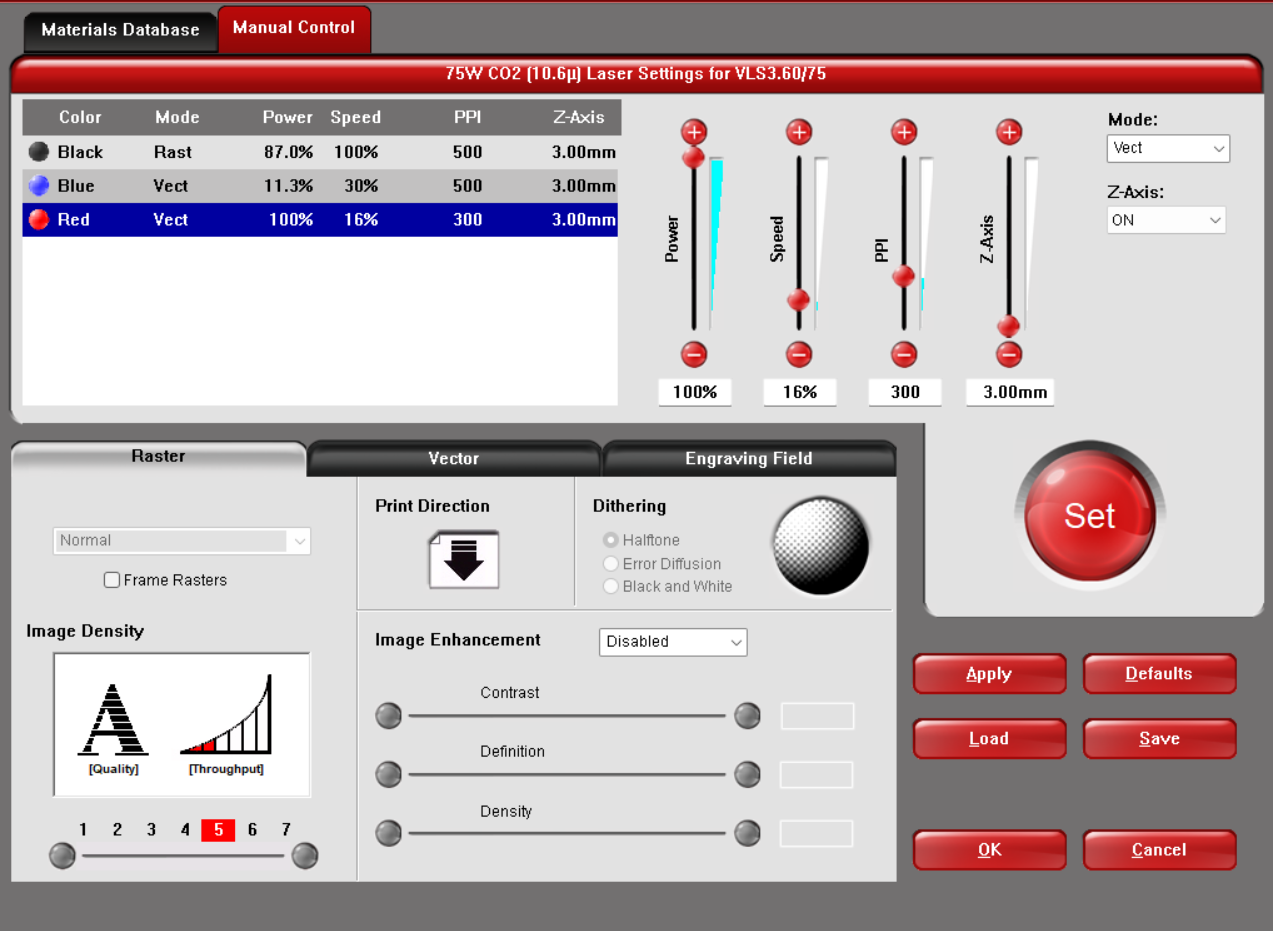 Materials Database
Manual Control
75W CO2 (10.6µ) Laser Settings for VLS3.60/75
Color Mode Power Speed PPI Z-Axis
Black Rast 87.0% 100% 500 3.00mm
Blue Vect 11.3% 30% 500 3.00mm
Red Vect 100% 16% 300 3.00mm
Power
Speed
PPI
Z-Axis
100%
16%
300
3.00mm
Mode:
Vect
Z-Axis:
ON
Set
Raster
Vector
Engraving Field
Normal
Frame Rasters
Image Density
A
[Quality]
[Throughput]
1 2 3 4 5 6 7
Print Direction
Dithering
Halftone
Error Diffusion
Black and White
Image Enhancement
Disabled
Contrast
Definition
Density
Apply
Defaults
Load
Save
OK
Cancel